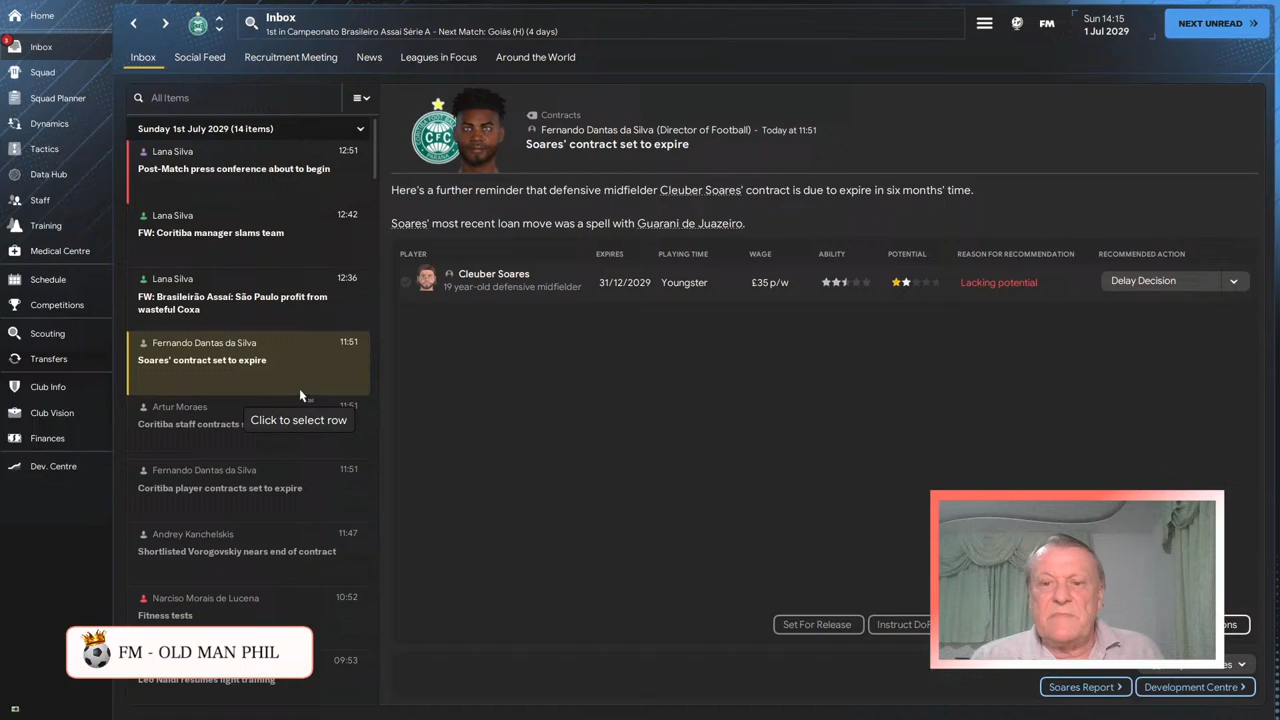 Home
Inbox
1st in Campeonato Brasileiro Assaí Série A - Next Match: Goiás (H) (4 days)
FM
Sun 14:15
1 Jul 2029
NEXT UNREAD
3
Inbox
Squad
Squad Planner
Dynamics
Tactics
Data Hub
Staff
Training
Medical Centre
Schedule
Competitions
Scouting
Transfers
Club Info
Club Vision
Finances
Dev. Centre
Inbox
Social Feed
Recruitment Meeting
News
Leagues in Focus
Around the World
All Items
Sunday 1st July 2029 (14 items)
Lana Silva 12:51
Post-Match press conference about to begin
Lana Silva 12:42
FW: Coritiba manager slams team
Lana Silva 12:36
FW: Brasileirão Assaí: São Paulo profit from
wasteful Coxa
Fernando Dantas da Silva 11:51
Soares' contract set to expire
Artur Moraes 11:51
Coritiba staff contracts
Click to select row
Fernando Dantas da Silva 11:51
Coritiba player contracts set to expire
Andrey Kanchelskis 11:47
Shortlisted Vorogovskiy nears end of contract
Narciso Morais de Lucena 10:52
Fitness tests
09:53
Leo Naldi resumes light training
FM - OLD MAN PHIL
CFC
Contracts
Fernando Dantas da Silva (Director of Football) - Today at 11:51
Soares' contract set to expire
Here's a further reminder that defensive midfielder Cleuber Soares' contract is due to expire in six months' time.
Soares' most recent loan move was a spell with Guarani de Juazeiro.
PLAYER EXPIRES PLAYING TIME WAGE ABILITY POTENTIAL REASON FOR RECOMMENDATION RECOMMENDED ACTION
Cleuber Soares
19 year-old defensive midfielder
31/12/2029 Youngster £35 p/w Lacking potential Delay Decision
Set For Release
Instruct DoF
Soares Report
Development Centre